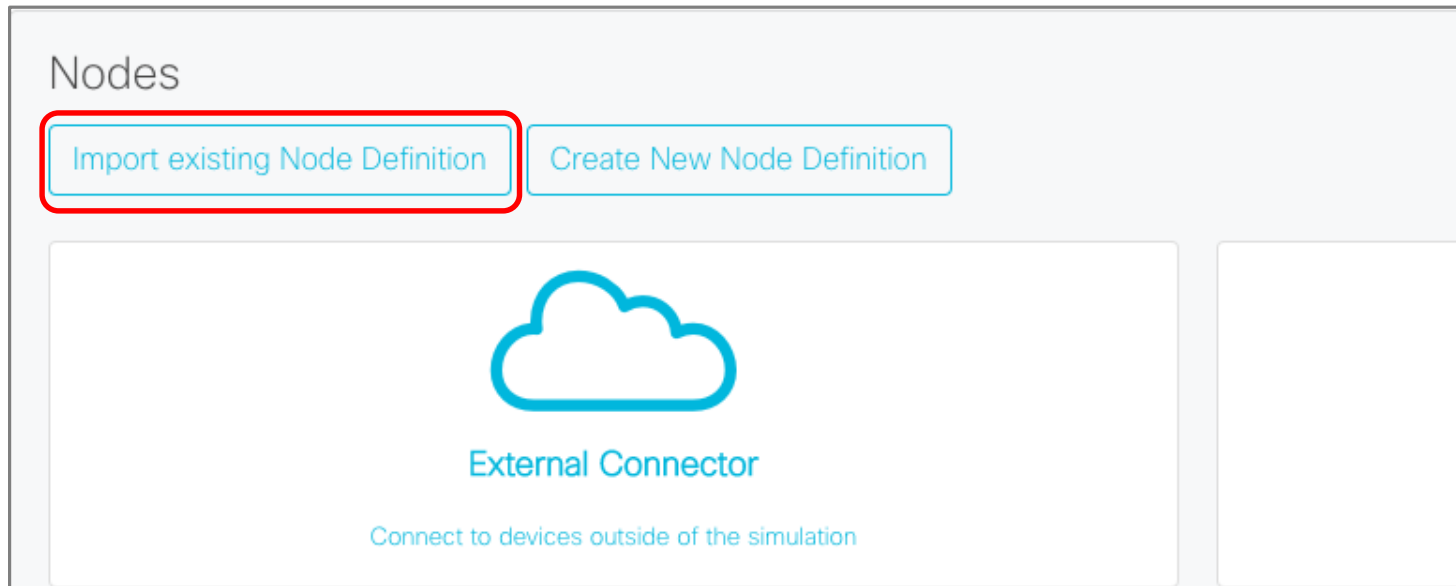 Nodes
Import existing Node Definition
Create New Node Definition
External Connector
Connect to devices outside of the simulation